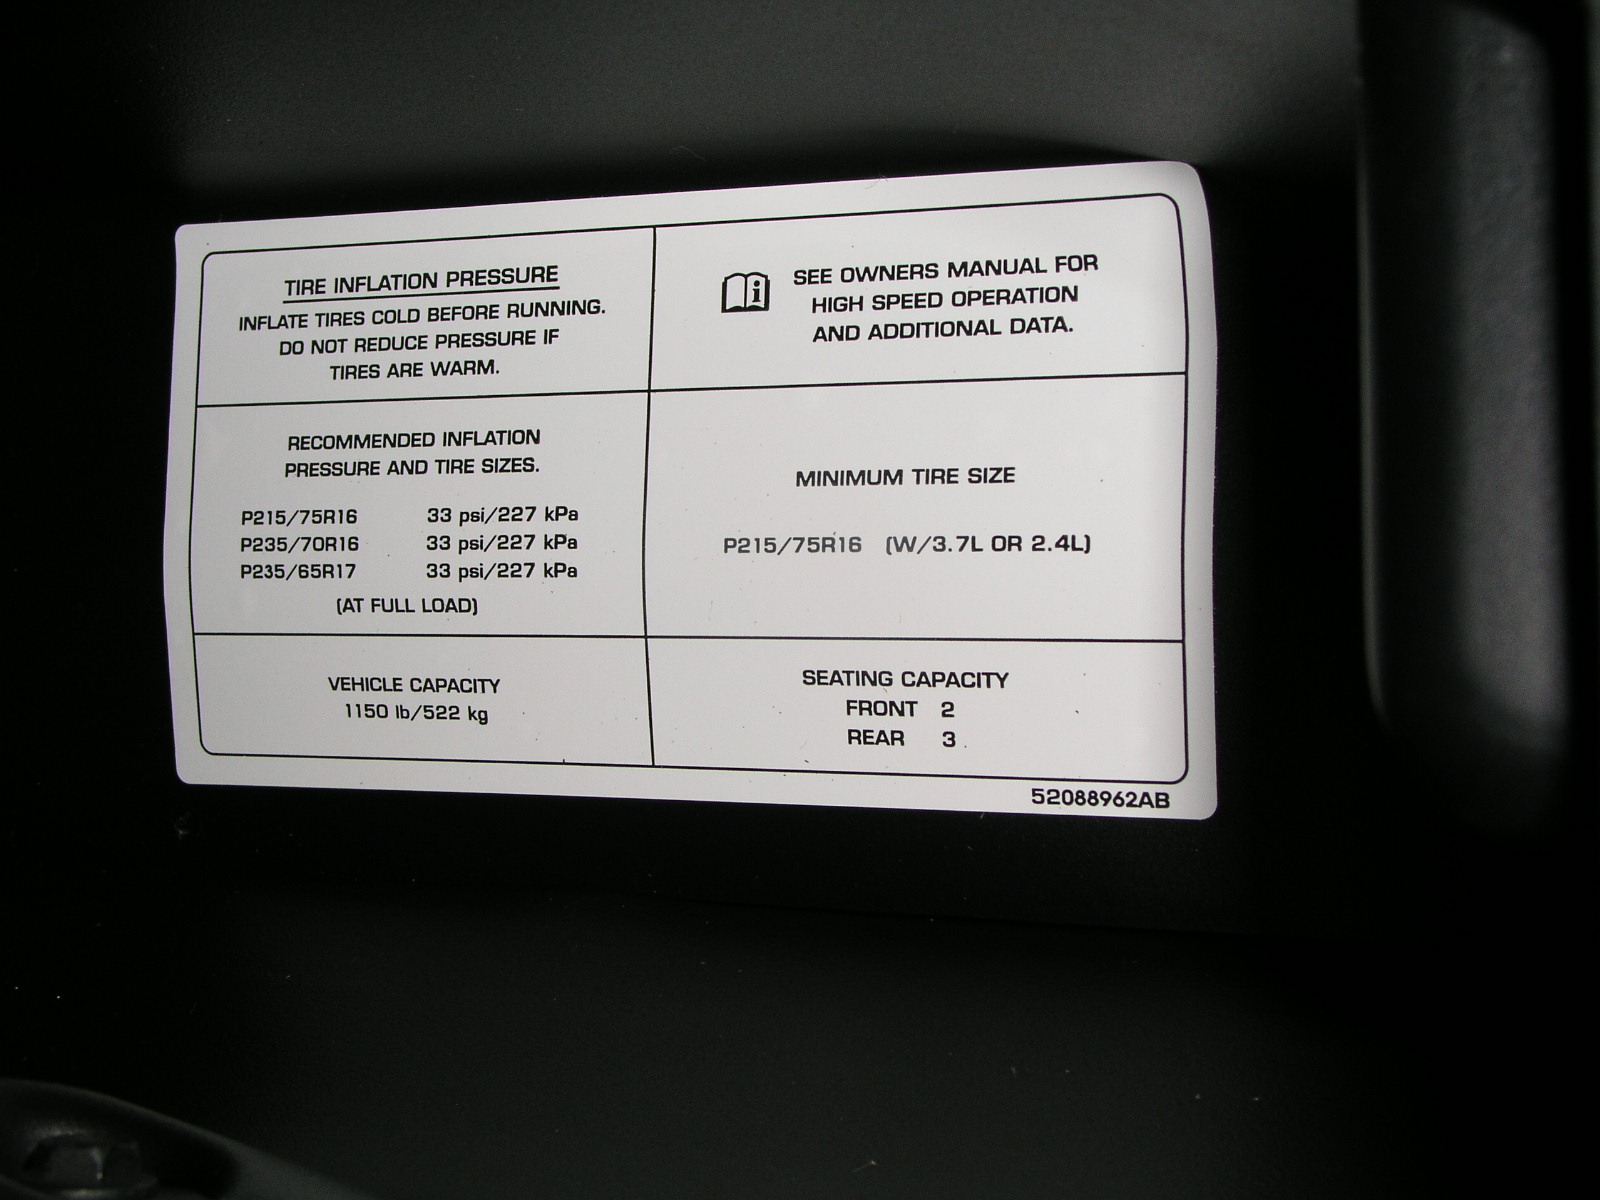 TIRE INFLATION PRESSURE
INFLATE TIRES COLD BEFORE RUNNING.
DO NOT REDUCE PRESSURE IF
TIRES ARE WARM.
SEE OWNERS MANUAL FOR
HIGH SPEED OPERATION
AND ADDITIONAL DATA.
RECOMMENDED INFLATION
PRESSURE AND TIRE SIZES.
P215/75R16 33 psi/227 kPa
P235/70R16 33 psi/227 kPa
P235/65R17 33 psi/227 kPa
(AT FULL LOAD)
MINIMUM TIRE SIZE
P215/75R16 (W/3.7L OR 2.4L)
VEHICLE CAPACITY
1150 lb/522 kg
SEATING CAPACITY
FRONT 2
REAR 3
52088962AB